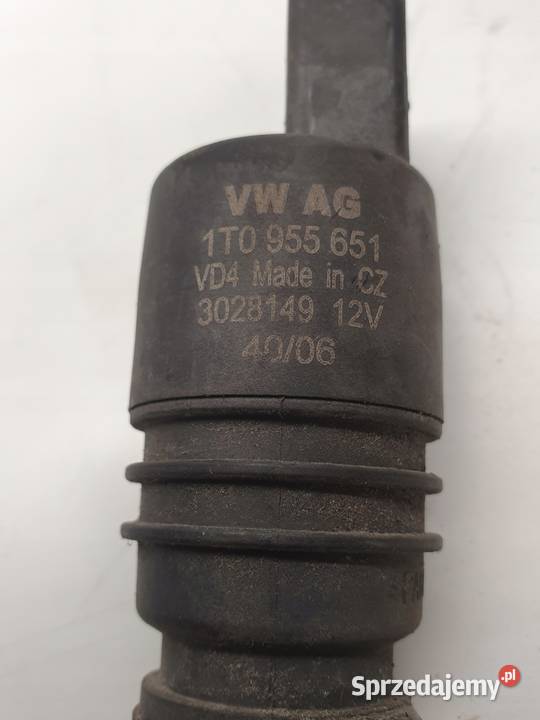 VW AG
1T0 955 651
VD4 Made in CZ
3028149 12V
49/06
Sprzedajemy.pl